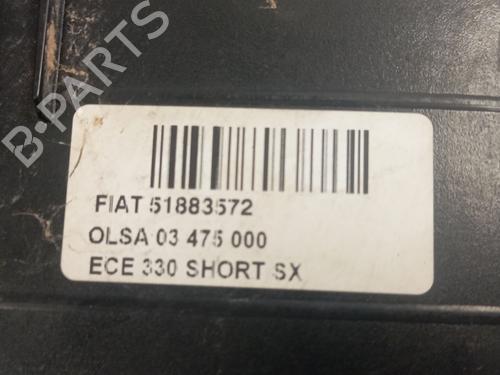 B-PARTS
FIAT 51883572
OLSA 03 475 000
ECE 330 SHORT SX